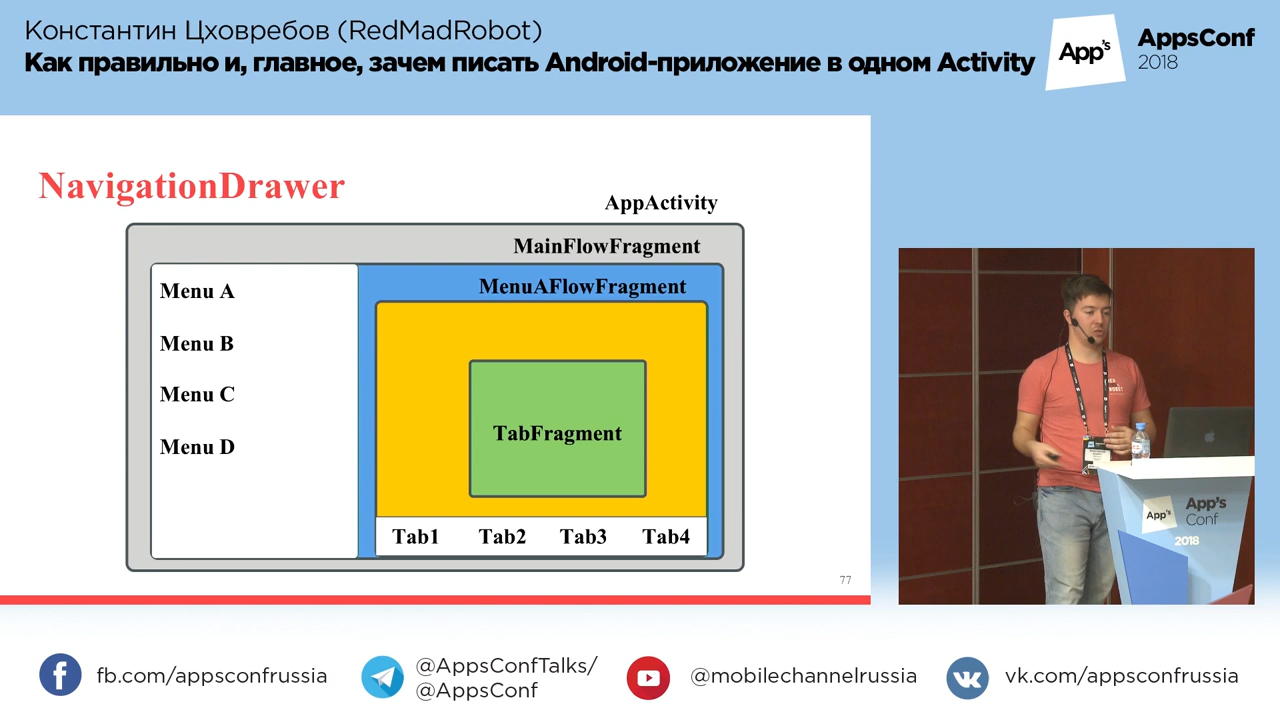 Константин Цховребов (RedMadRobot)
Как правильно и, главное, зачем писать Android-приложение в одном Activity
App's
AppsConf
2018
NavigationDrawer
AppActivity
MainFlowFragment
MenuAFlowFragment
Menu A
Menu B
Menu C
Menu D
TabFragment
Tab1 Tab2 Tab3 Tab4
77
App's
App's
Conf
2018
fb.com/appsconfrussia
@AppsConfTalks/
@AppsConf
@mobilechannelrussia
vk.com/appsconfrussia